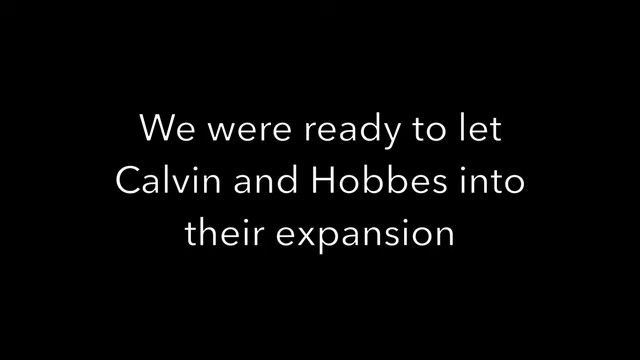 We were ready to let
Calvin and Hobbes into
their expansion